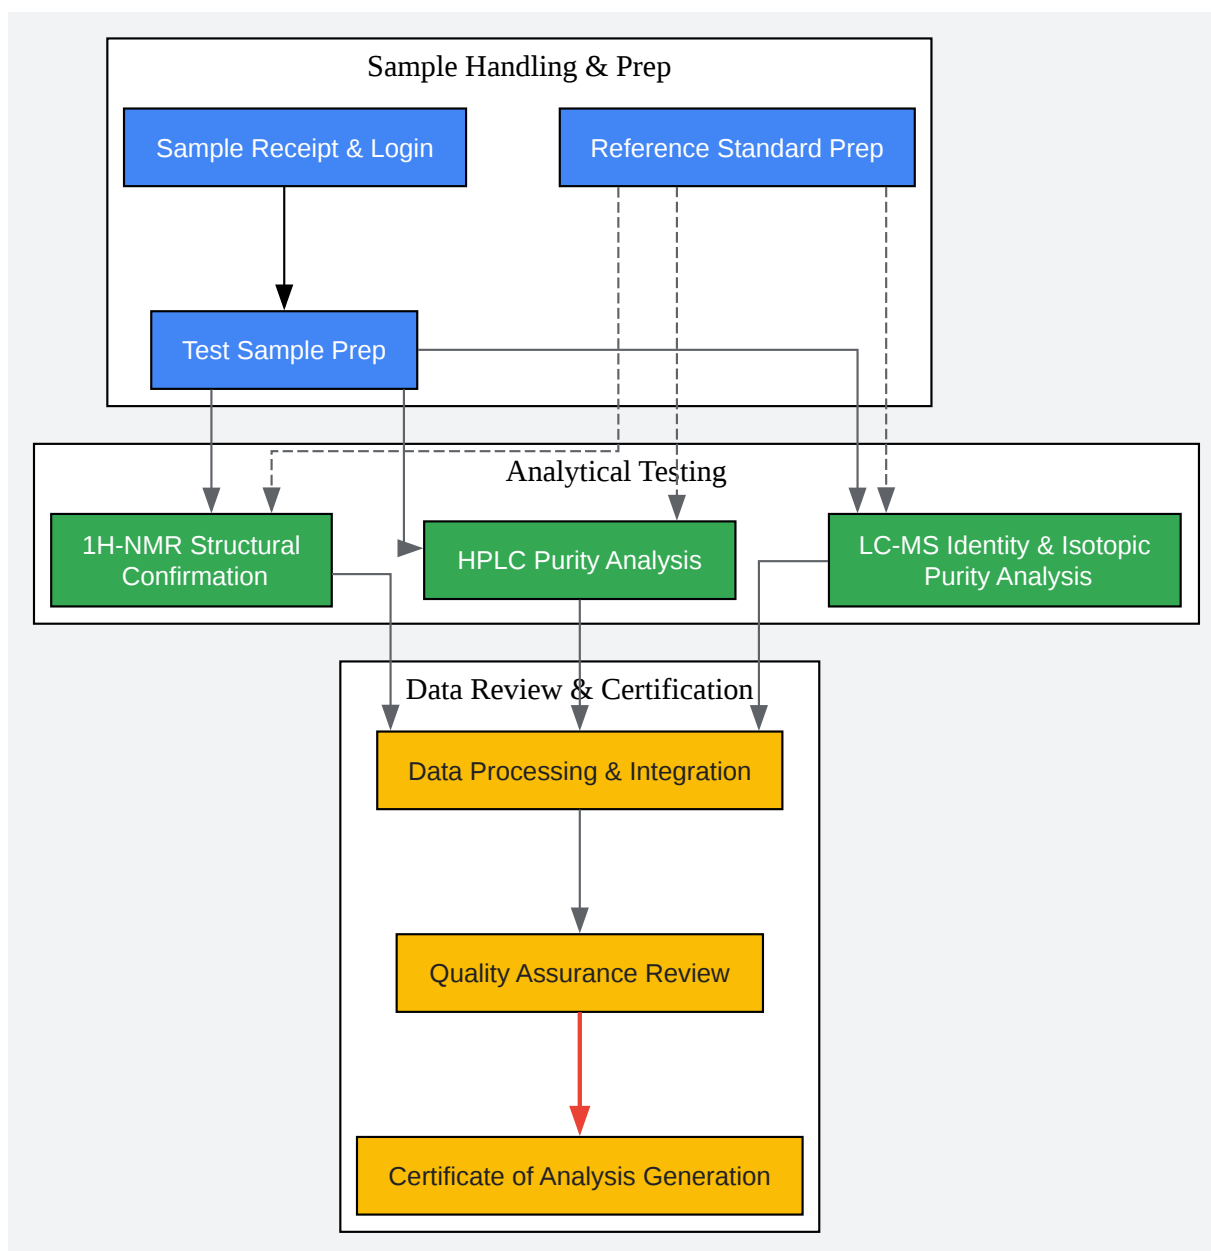 Sample Handling & Prep
Sample Receipt & Login
Reference Standard Prep
Test Sample Prep
Analytical Testing
1H-NMR Structural
Confirmation
HPLC Purity Analysis
LC-MS Identity & Isotopic
Purity Analysis
Data Review & Certification
Data Processing & Integration
Quality Assurance Review
Certificate of Analysis Generation